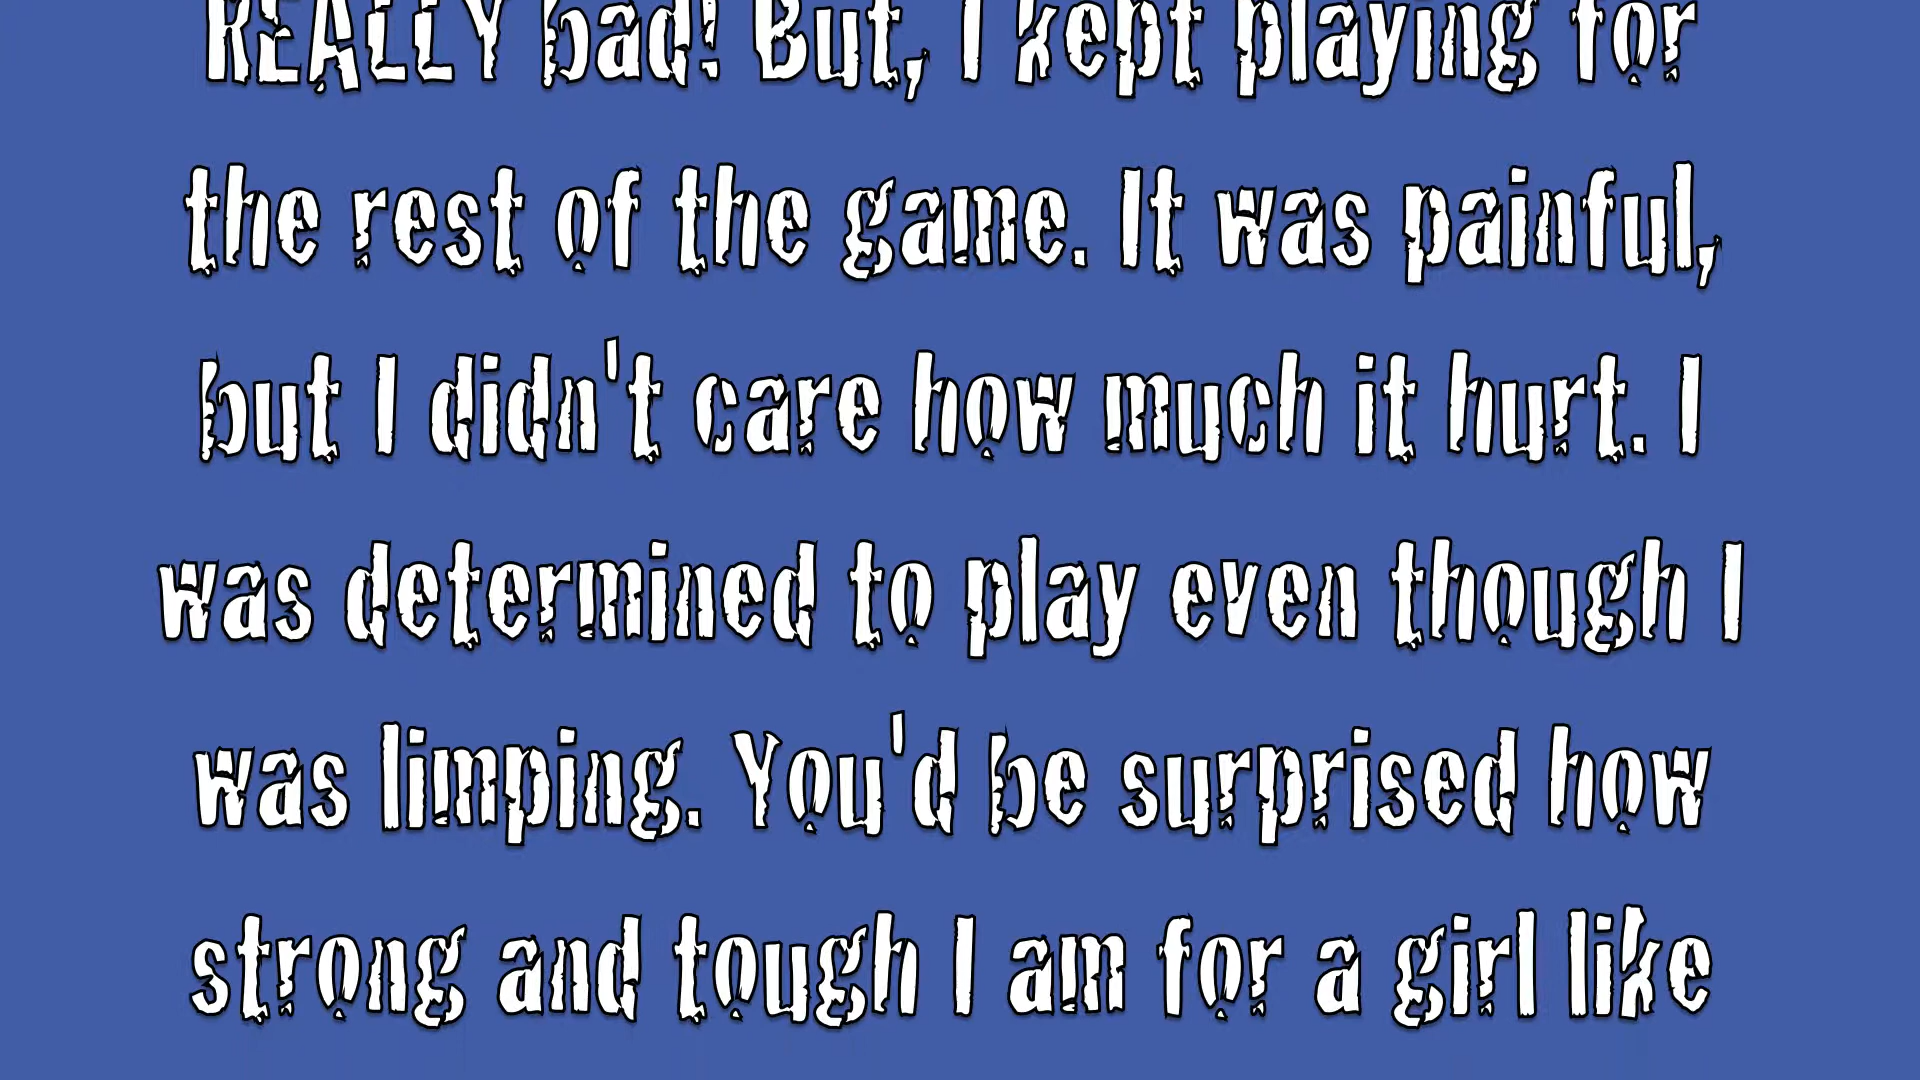 REALLY bad! But, I kept playing for
the rest of the game. It was painful,
but I didn't care how much it hurt. I
was determined to play even though I
was limping. You'd be surprised how
strong and tough I am for a girl like